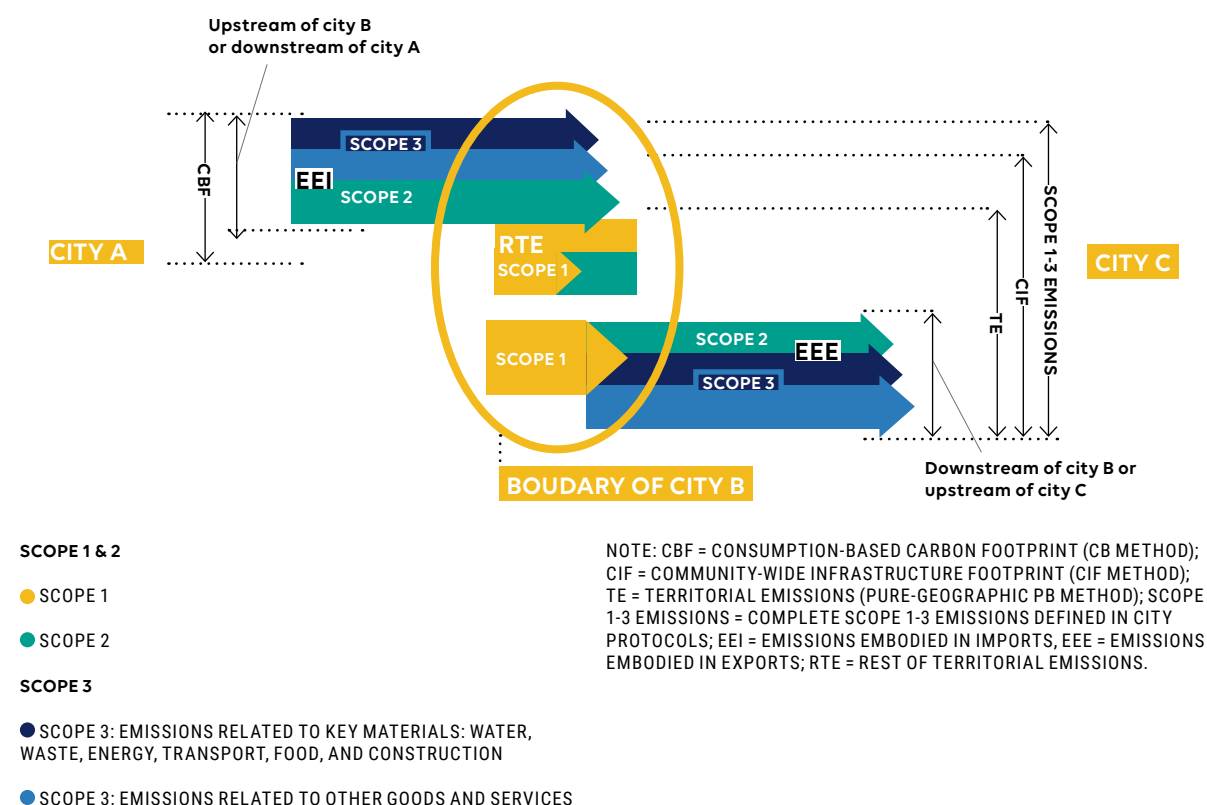 Upstream of city B
or downstream of city A
CBF
SCOPE 3
EEI
SCOPE 2
CITY A
RTE
SCOPE 1
SCOPE 1
SCOPE 2
EEE
SCOPE 3
TE
CIF
SCOPE 1-3 EMISSIONS
CITY C
BOUDARY OF CITY B
Downstream of city B or
upstream of city C
SCOPE 1 & 2
SCOPE 1
SCOPE 2
SCOPE 3
SCOPE 3: EMISSIONS RELATED TO KEY MATERIALS: WATER,
WASTE, ENERGY, TRANSPORT, FOOD, AND CONSTRUCTION
SCOPE 3: EMISSIONS RELATED TO OTHER GOODS AND SERVICES
NOTE: CBF = CONSUMPTION-BASED CARBON FOOTPRINT (CB METHOD);
CIF = COMMUNITY-WIDE INFRASTRUCTURE FOOTPRINT (CIF METHOD);
TE = TERRITORIAL EMISSIONS (PURE-GEOGRAPHIC PB METHOD); SCOPE
1-3 EMISSIONS = COMPLETE SCOPE 1-3 EMISSIONS DEFINED IN CITY
PROTOCOLS; EEI = EMISSIONS EMBODIED IN IMPORTS, EEE = EMISSIONS
EMBODIED IN EXPORTS; RTE = REST OF TERRITORIAL EMISSIONS.